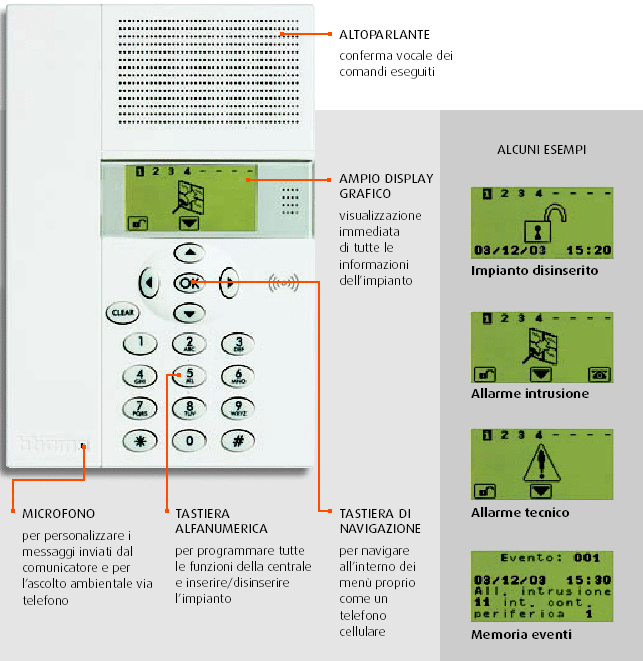 ALTOPARLANTE
conferma vocale dei
comandi eseguiti
AMPIO DISPLAY
GRAFICO
visualizzazione
immediata
di tutte le
informazioni
dell'impianto
1 2 3 4 - - - -
OK
CLEAR
1
2 ABC
3 DEF
4 GHI
5 JKL
6 MNO
7 PQRS
8 TUV
9 WXYZ
*
0
#
bticino
MICROFONO
per personalizzare i
messaggi inviati dal
comunicatore e per
l'ascolto ambientale via
telefono
TASTIERA
ALFANUMERICA
per programmare tutte
le funzioni della centrale
e inserire/disinserire
l'impianto
TASTIERA DI
NAVIGAZIONE
per navigare
all'interno dei
menù proprio
come un
telefono
cellulare
ALCUNI ESEMPI
1 2 3 4 - - - -
03/12/03 15:20
Impianto disinserito
1 2 3 4 - - - -
Allarme intrusione
1 2 3 4 - - - -
Allarme tecnico
Evento: 001
03/12/03 15:30
All. intrusione
11 int. cont.
periferica 1
Memoria eventi